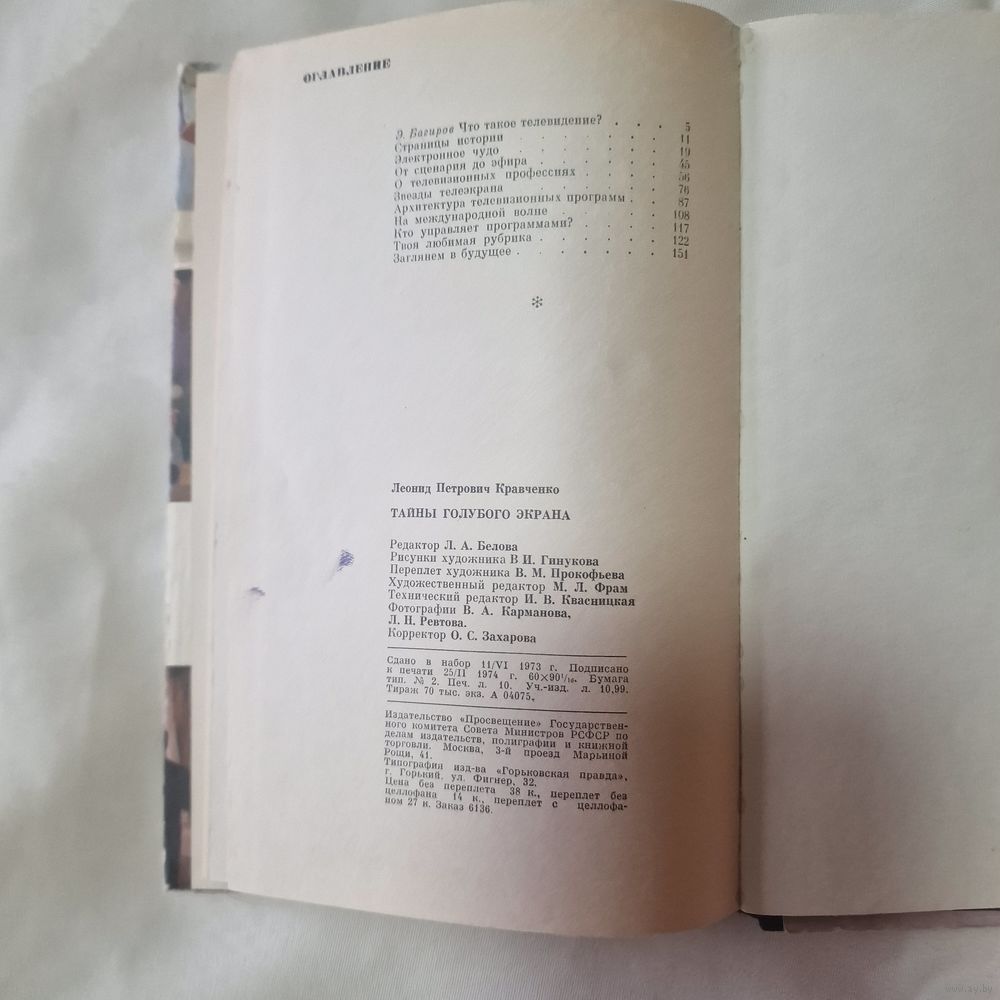 ОГЛАВЛЕНИЕ
Э. Багиров Что такое телевидение? . . . 5
Страницы истории . . . . . . 11
Электронное чудо . . . . . . 19
От сценария до эфира . . . . . 45
О телевизионных профессиях . . . . 56
Звезды телеэкрана . . . . . 76
Архитектура телевизионных программ . . 87
На международной волне . . . . 108
Кто управляет программами? . . . . 117
Твоя любимая рубрика . . . . . . 122
Заглянем в будущее . . . . . . . 151
Леонид Петрович Кравченко
ТАЙНЫ ГОЛУБОГО ЭКРАНА
Редактор Л. А. Белова
Рисунки художника В И. Гинукова
Переплет художника В. М. Прокофьева
Художественный редактор М. Л. Фрам
Технический редактор И. В. Квасницкая
Фотографии В. А. Карманова,
Л. Н. Ревтова.
Корректор О. С. Захарова
Сдано в набор 11/VI 1973 г. Подписано
к печати 25/II 1974 г. 60×90¹/₁₆. Бумага
тип. № 2. Печ. л. 10. Уч.-изд. л. 10,99.
Тираж 70 тыс. экз. А 04075.
Издательство «Просвещение» Государствен-
ного комитета Совета Министров РСФСР по
делам издательств, полиграфии и книжной
торговли. Москва, 3-й проезд Марьиной
Рощи, 41.
Типография изд-ва «Горьковская правда»,
г. Горький, ул. Фигнер, 32.
Цена без переплета 38 к., переплет без
целлофана 14 к., переплет с целлофа-
ном 27 к. Заказ 6136.
www.ay.by